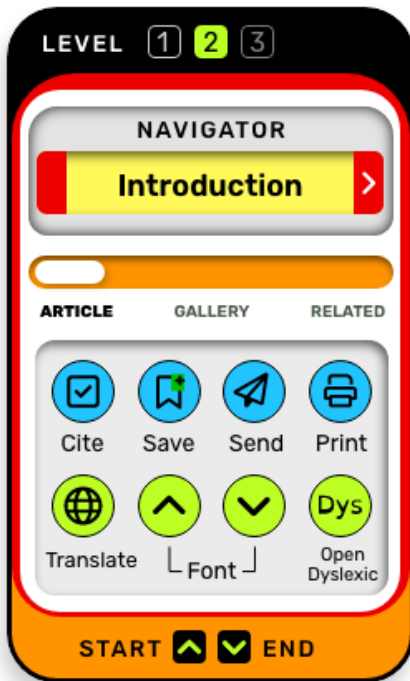 LEVEL 1 2 3
NAVIGATOR
Introduction
ARTICLE GALLERY RELATED
Cite Save Send Print
Dys
Translate Font Open
Dyslexic
START END